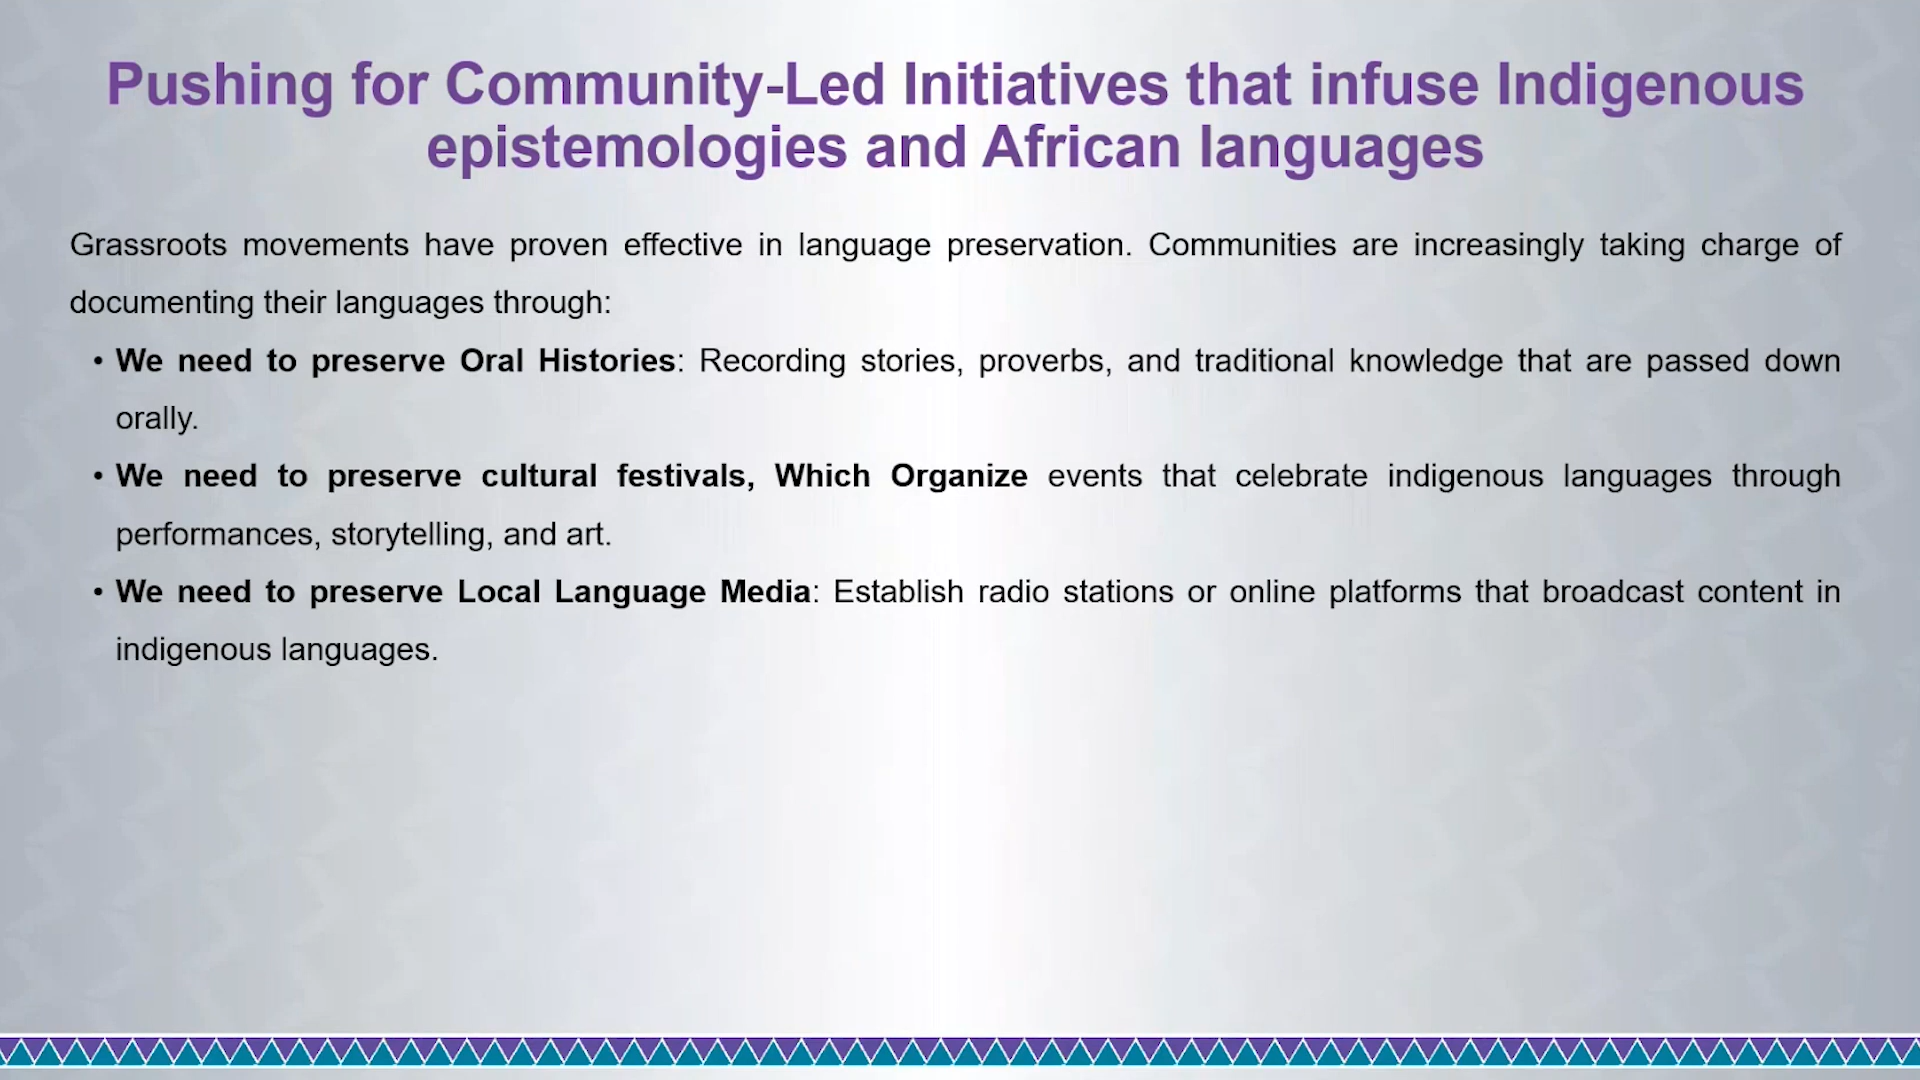 Pushing for Community-Led Initiatives that infuse Indigenous
epistemologies and African languages
Grassroots movements have proven effective in language preservation. Communities are increasingly taking charge of
documenting their languages through:
• We need to preserve Oral Histories: Recording stories, proverbs, and traditional knowledge that are passed down
orally.
• We need to preserve cultural festivals, Which Organize events that celebrate indigenous languages through
performances, storytelling, and art.
• We need to preserve Local Language Media: Establish radio stations or online platforms that broadcast content in
indigenous languages.